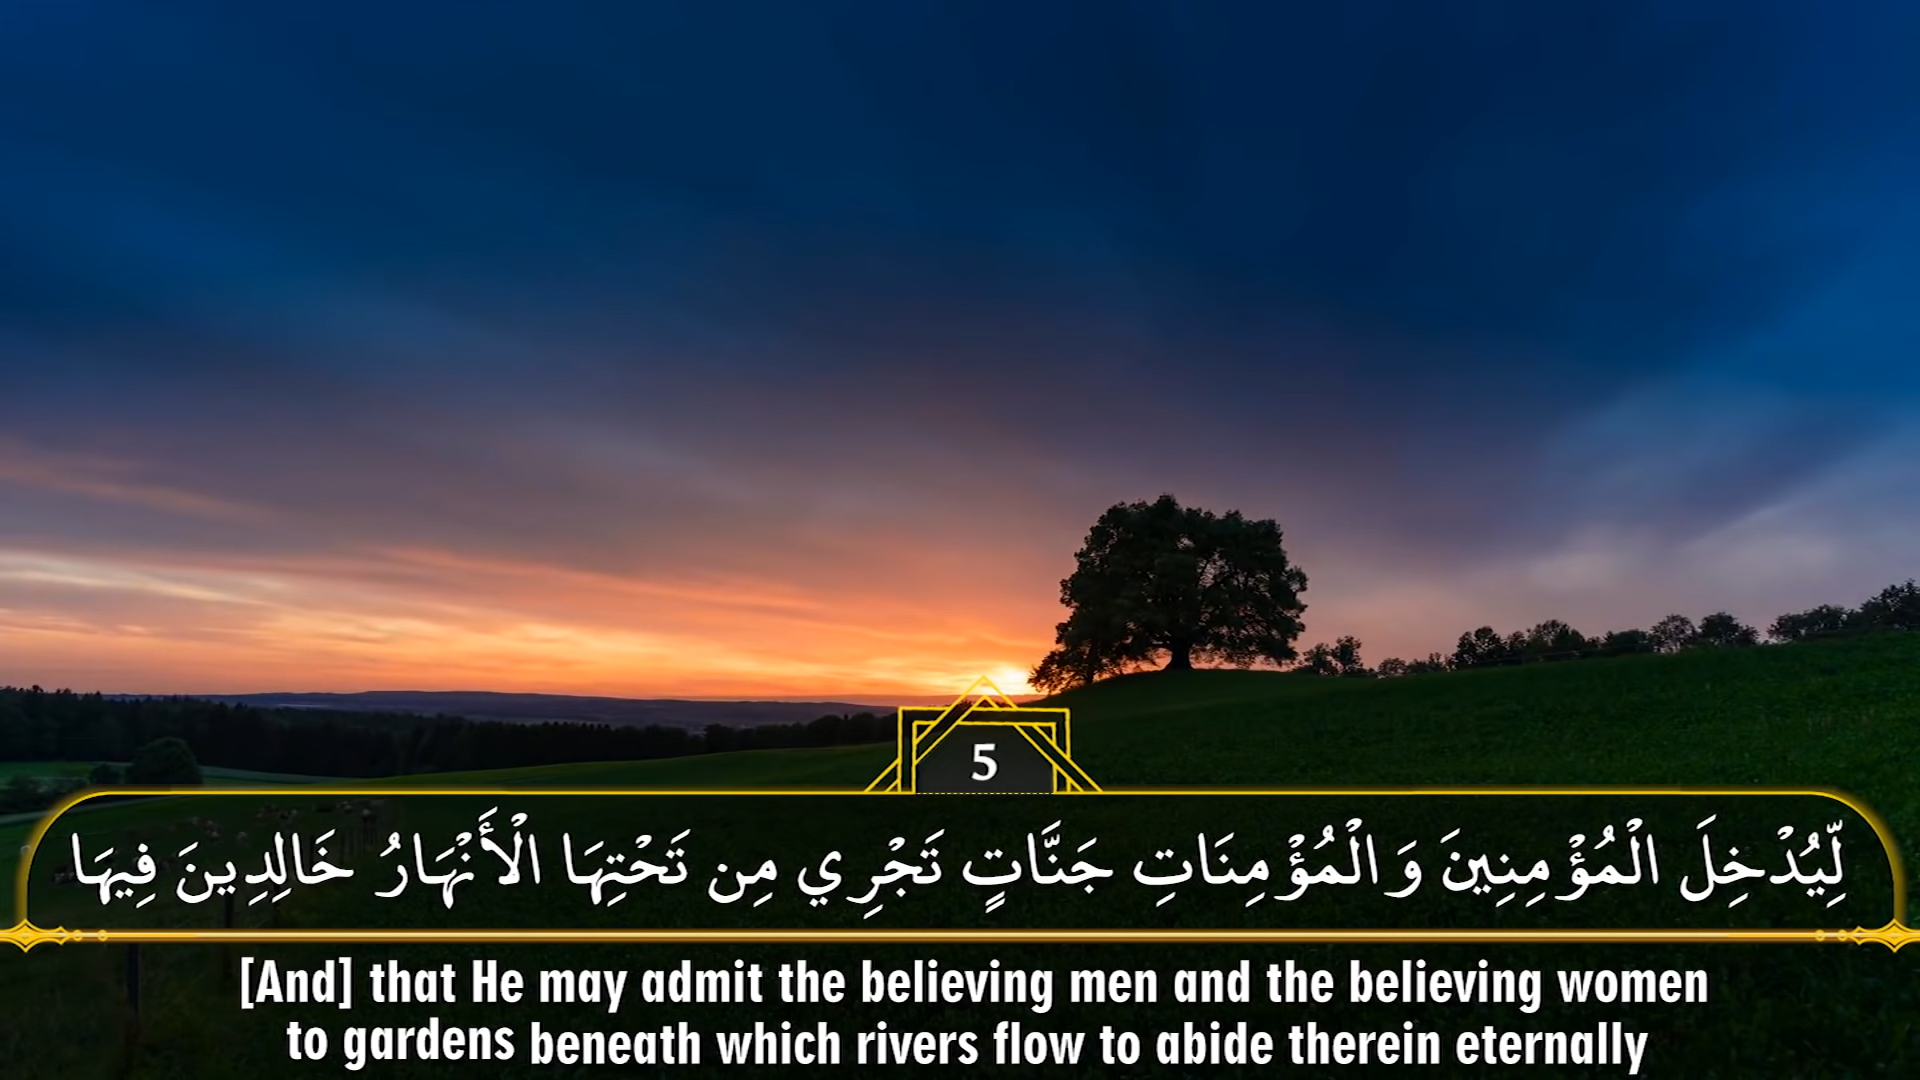 5
لِّيُدْخِلَ الْمُؤْمِنِينَ وَالْمُؤْمِنَاتِ جَنَّاتٍ تَجْرِي مِن تَحْتِهَا الْأَنْهَارُ خَالِدِينَ فِيهَا
[And] that He may admit the believing men and the believing women
to gardens beneath which rivers flow to abide therein eternally